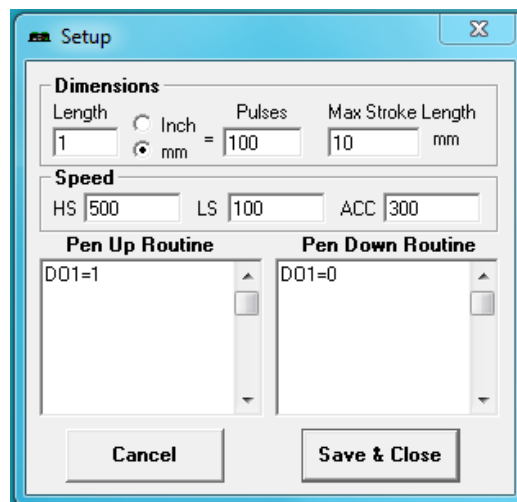 Setup
Dimensions
Length Pulses Max Stroke Length
1 Inch mm = 100 10 mm
Speed
HS 500 LS 100 ACC 300
Pen Up Routine Pen Down Routine
DO1=1 DO1=0
Cancel Save & Close